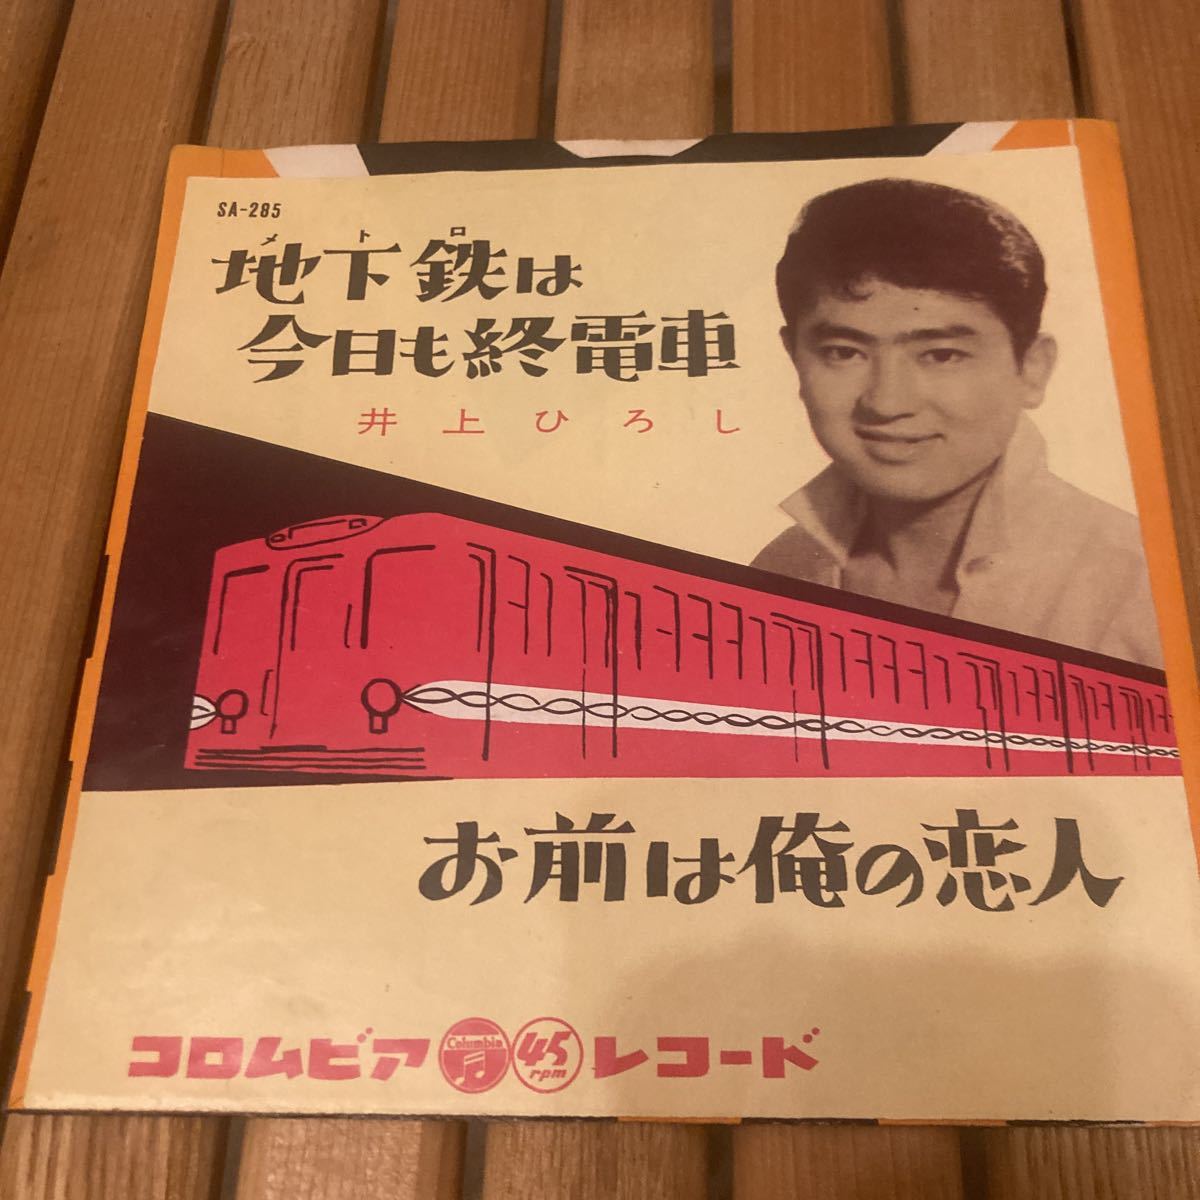 SA-285
メトロ
地下鉄は
今日も終電車
井上ひろし
お前は俺の恋人
コロムビア Columbia 45 rpm レコード